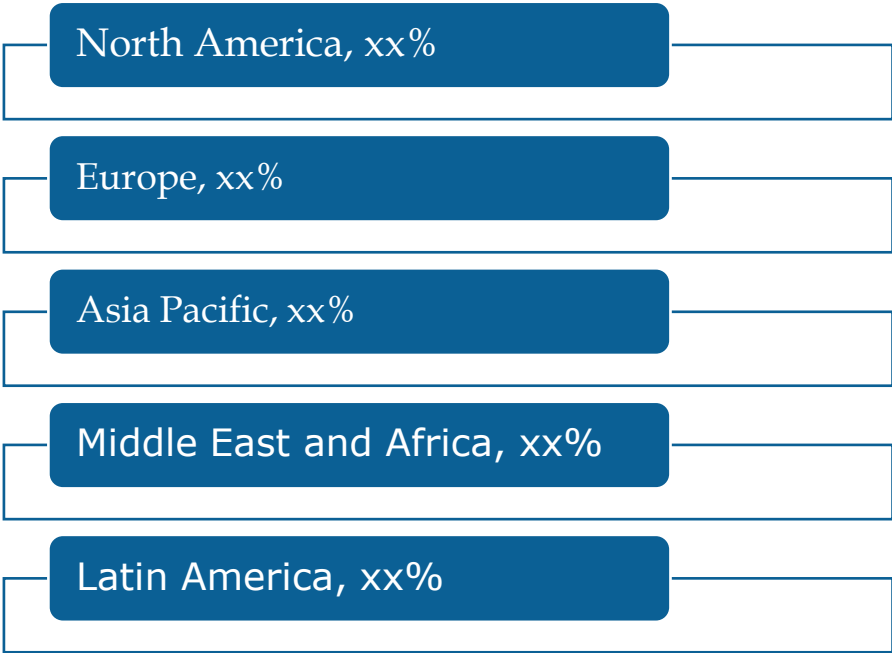 North America, xx%
Europe, xx%
Asia Pacific, xx%
Middle East and Africa, xx%
Latin America, xx%